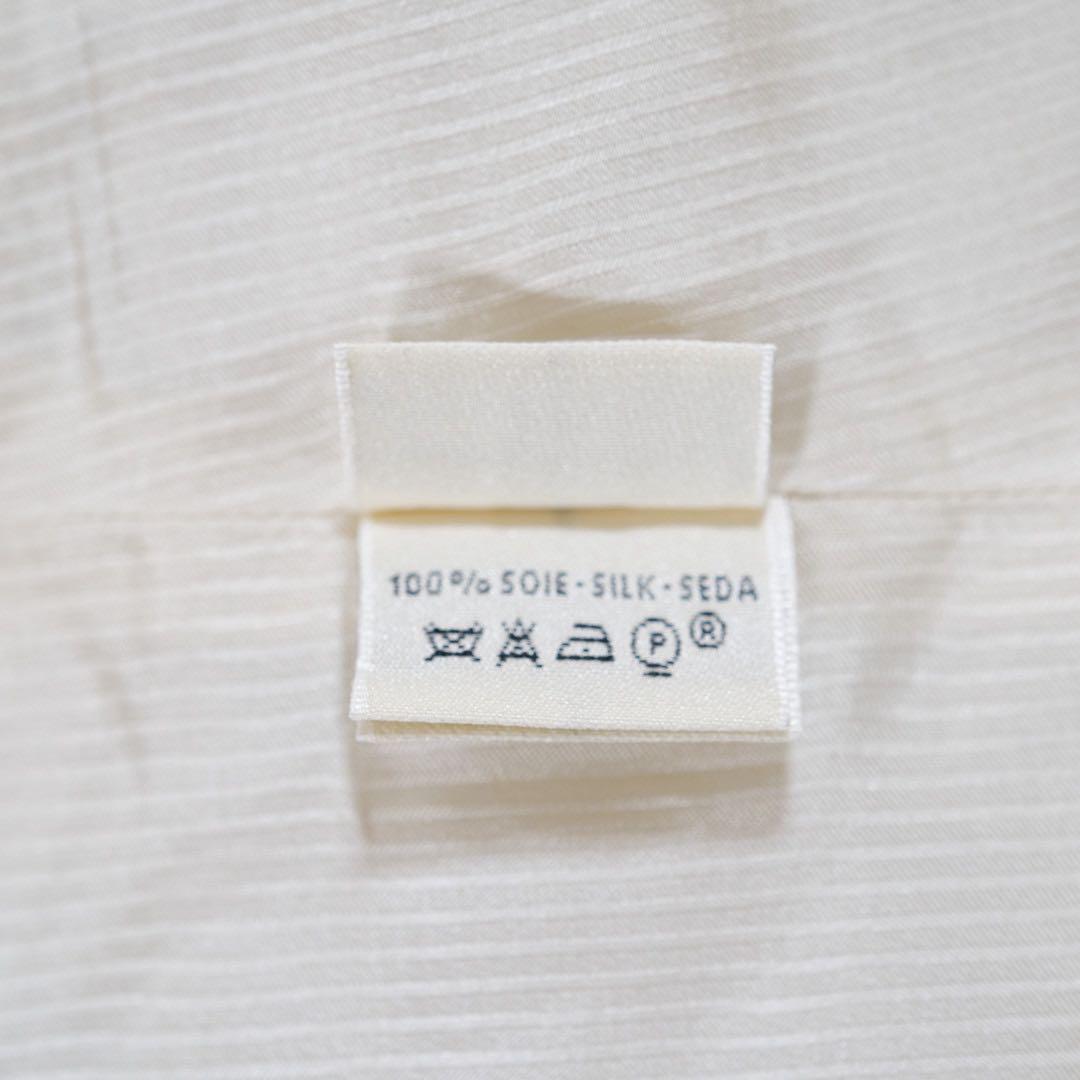 100% SOIE - SILK - SEDA
P ®